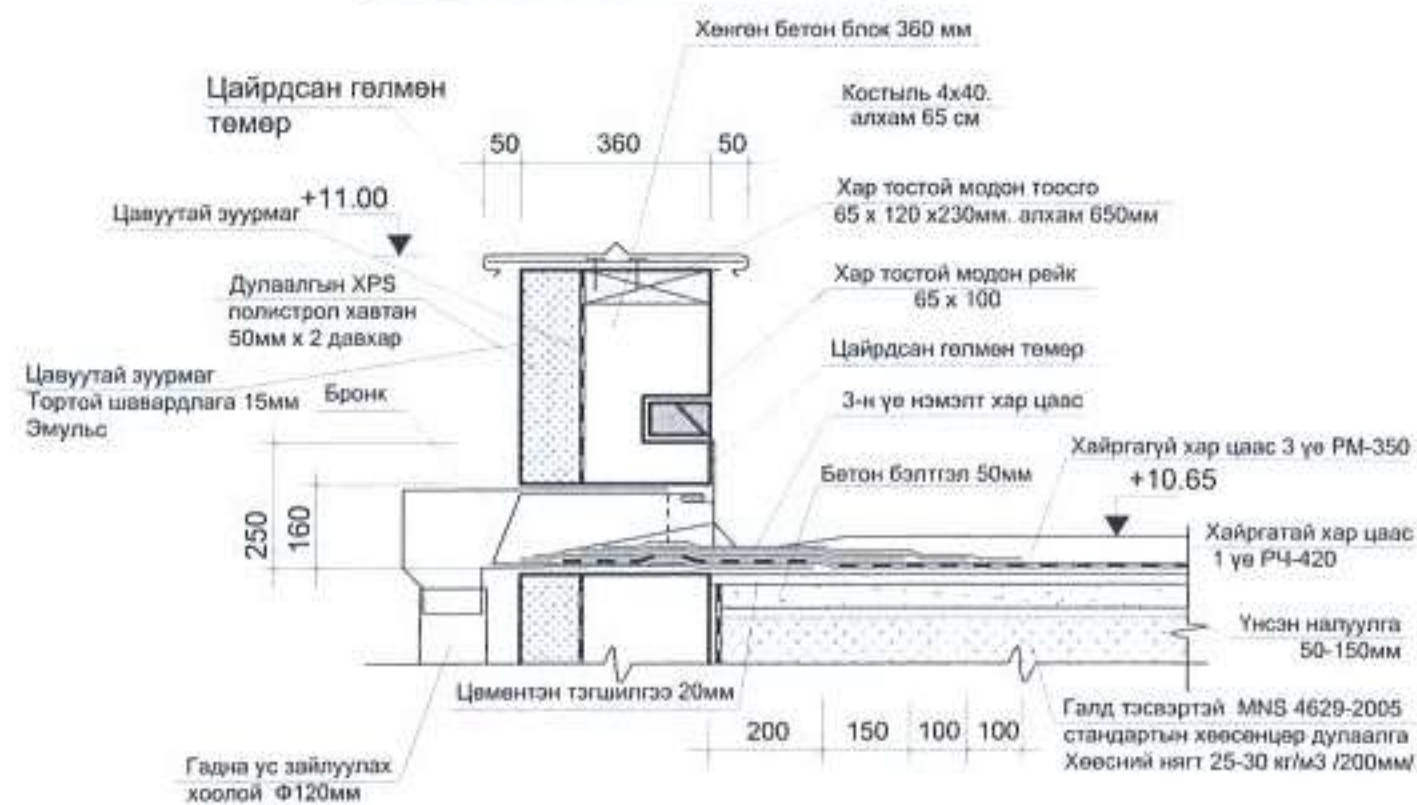 Хөнгөн бетон блок 360 мм
Цайрдсан гөлмөн
төмөр
Костыль 4х40.
алхам 65 см
50
360
50
Хар тостой модон тоосго
65 х 120 х230мм. алхам 650мм
+11.00
Цавуутай зуурмаг
Дулаалгын XPS
полистрол хавтан
50мм х 2 давхар
Хар тостой модон рейк
65 х 100
Цайрдсан гөлмөн төмөр
Цавуутай зуурмаг
Тортой шавардлага 15мм
Эмульс
Бронк
3-н үе нэмэлт хар цаас
Хайргагүй хар цаас 3 үе РМ-350
Бетон бэлтгэл 50мм
+10.65
250
160
Хайргатай хар цаас
1 үе РЧ-420
Үнсэн налуулга
50-150мм
Цементэн тэгшилгээ 20мм
200
150
100
100
Галд тэсвэртэй MNS 4629-2005
стандартын хөөсөнцөр дулаалга
Хөөсний нягт 25-30 кг/м3 /200мм/
Гадна ус зайлуулах
хоолой Ф120мм